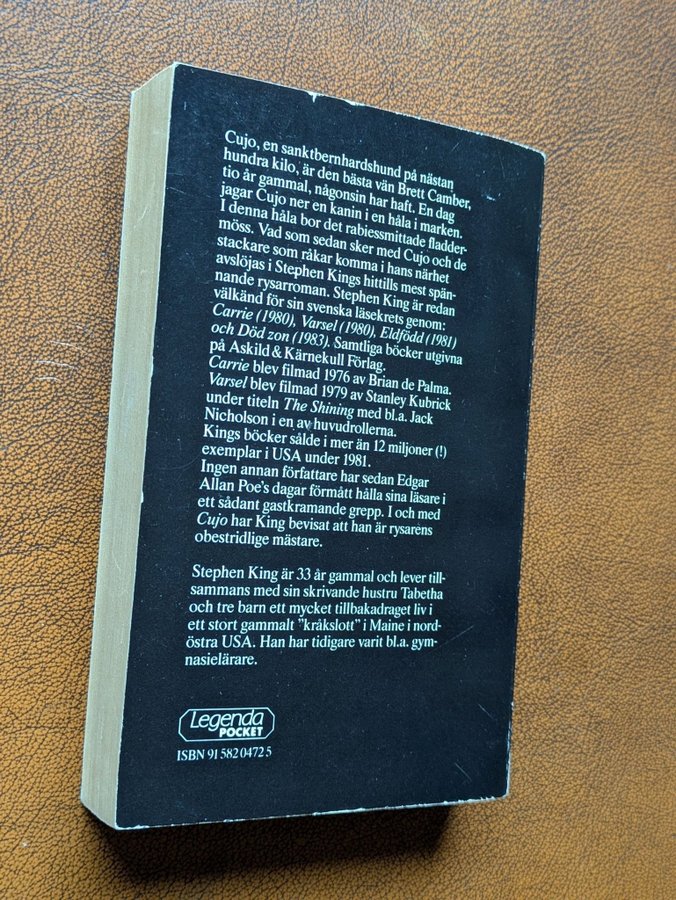 Cujo, en sanktbernhardshund på nästan
hundra kilo, är den bästa vän Brett Camber,
tio år gammal, någonsin har haft. En dag
jagar Cujo ner en kanin i en håla i marken.
I denna håla bor det rabiessmittade fladder-
möss. Vad som sedan sker med Cujo och de
stackare som råkar komma i hans närhet
avslöjas i Stephen Kings hittills mest spän-
nande rysarroman. Stephen King är redan
välkänd för sin svenska läsekrets genom:
Carrie (1980), Varsel (1980), Eldfödd (1981)
och Död zon (1983). Samtliga böcker utgivna
på Askild & Kärnekull Förlag.
Carrie blev filmad 1976 av Brian de Palma.
Varsel blev filmad 1979 av Stanley Kubrick
under titeln The Shining med bl.a. Jack
Nicholson i en av huvudrollerna.
Kings böcker sålde i mer än 12 miljoner (!)
exemplar i USA under 1981.
Ingen annan författare har sedan Edgar
Allan Poe's dagar förmått hålla sina läsare i
ett sådant gastkramande grepp. I och med
Cujo har King bevisat att han är rysarens
obestridlige mästare.
Stephen King är 33 år gammal och lever till-
sammans med sin skrivande hustru Tabetha
och tre barn ett mycket tillbakadraget liv i
ett stort gammalt ”kråkslott” i Maine i nord-
östra USA. Han har tidigare varit bl.a. gym-
nasielärare.
Legenda
POCKET
ISBN 91 582 0472 5